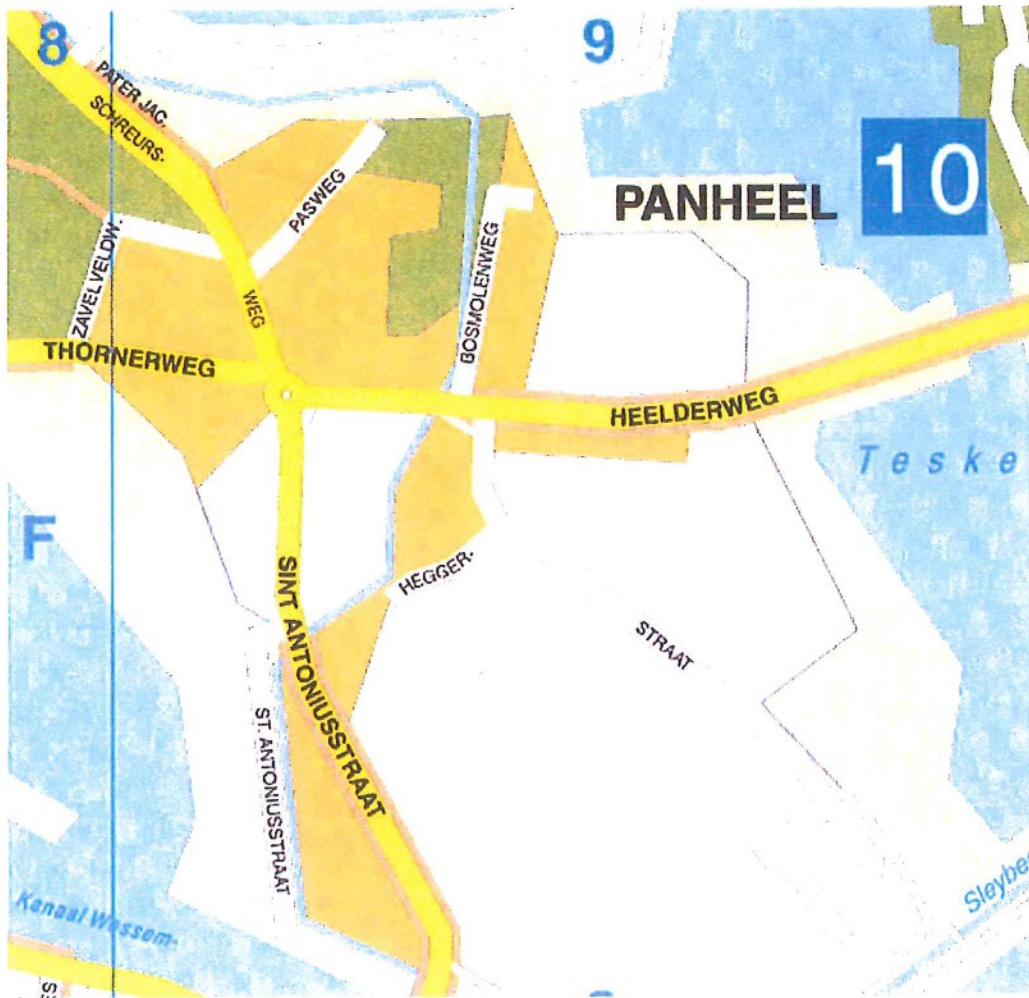 8
9
PATER JAC.
SCHREURS-
WEG
PASWEG
PANHEEL
10
ZAVELVELDW.
BOSMOLENWEG
THORNERWEG
HEELDERWEG
Teske
F
HEGGER-
STRAAT
SINT ANTONIUSSTRAAT
ST. ANTONIUSSTRAAT
Kanaal Wessem-